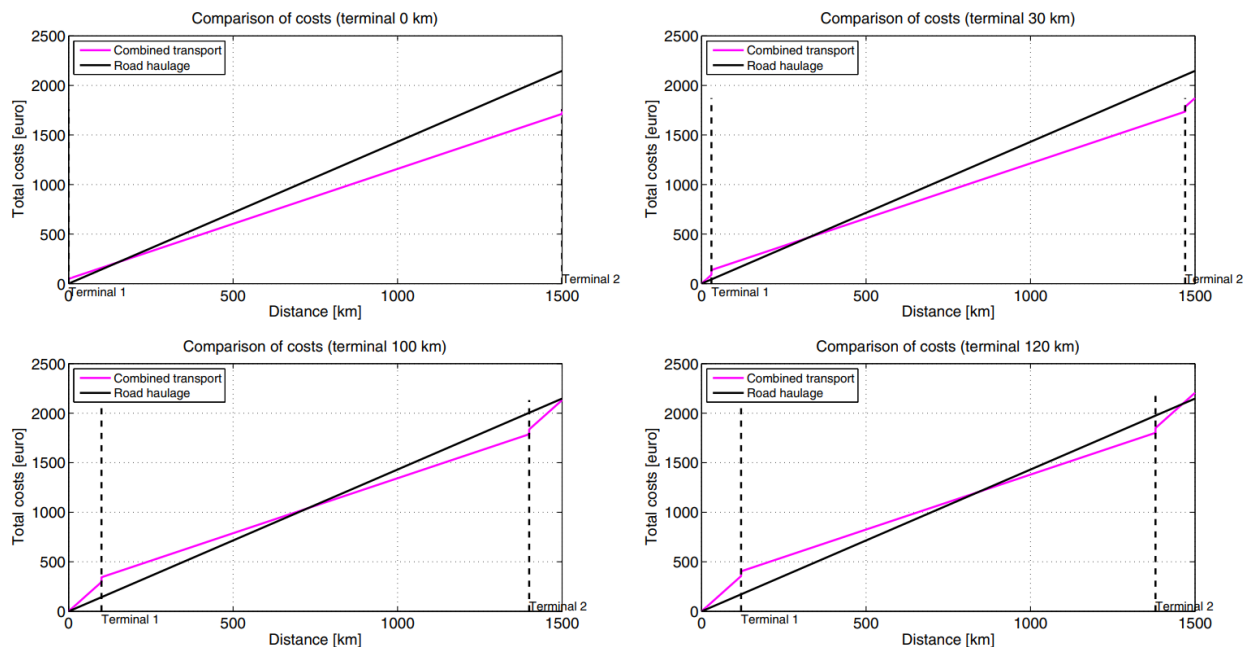 Comparison of costs (terminal 0 km)
2500
2000
1500
1000
500
0
Total costs [euro]
Combined transport
Road haulage
Terminal 1
Terminal 2
0 500 1000 1500
Distance [km]
Comparison of costs (terminal 30 km)
2500
2000
1500
1000
500
0
Total costs [euro]
Combined transport
Road haulage
Terminal 1
Terminal 2
0 500 1000 1500
Distance [km]
Comparison of costs (terminal 100 km)
2500
2000
1500
1000
500
0
Total costs [euro]
Combined transport
Road haulage
Terminal 1
Terminal 2
0 500 1000 1500
Distance [km]
Comparison of costs (terminal 120 km)
2500
2000
1500
1000
500
0
Total costs [euro]
Combined transport
Road haulage
Terminal 1
Terminal 2
0 500 1000 1500
Distance [km]